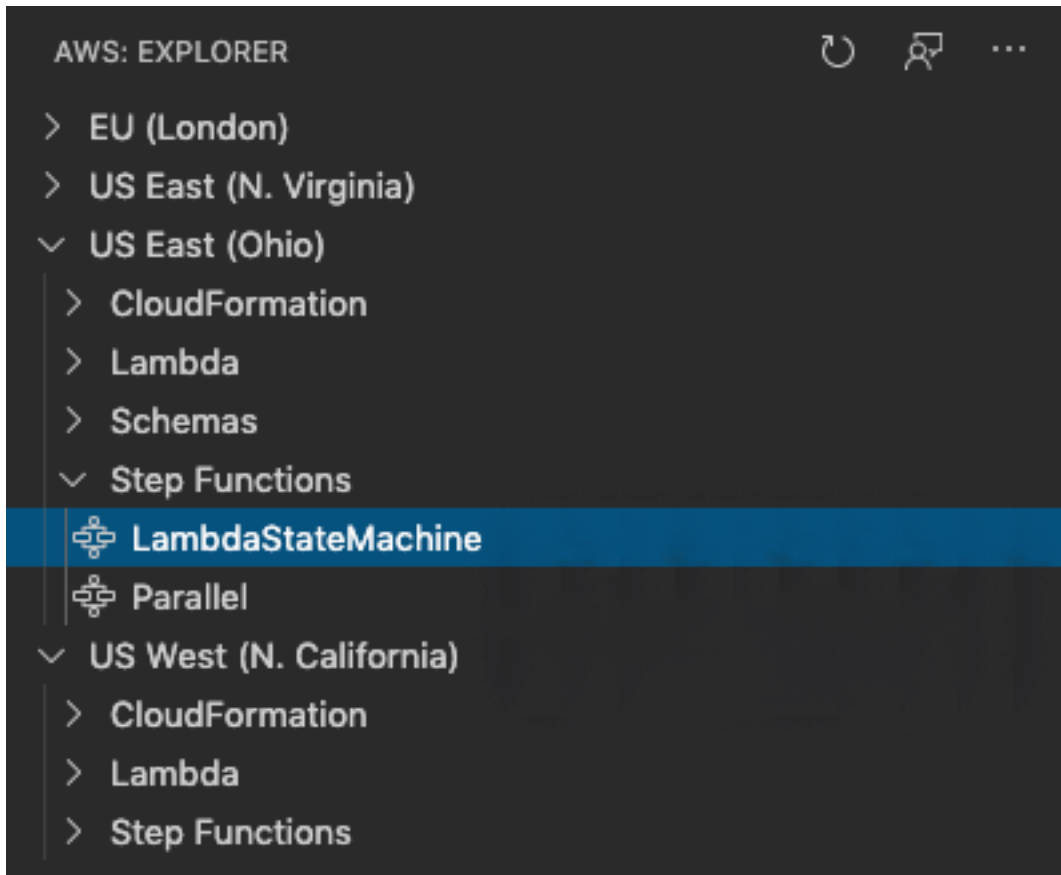 AWS: EXPLORER
EU (London)
US East (N. Virginia)
US East (Ohio)
CloudFormation
Lambda
Schemas
Step Functions
LambdaStateMachine
Parallel
US West (N. California)
CloudFormation
Lambda
Step Functions